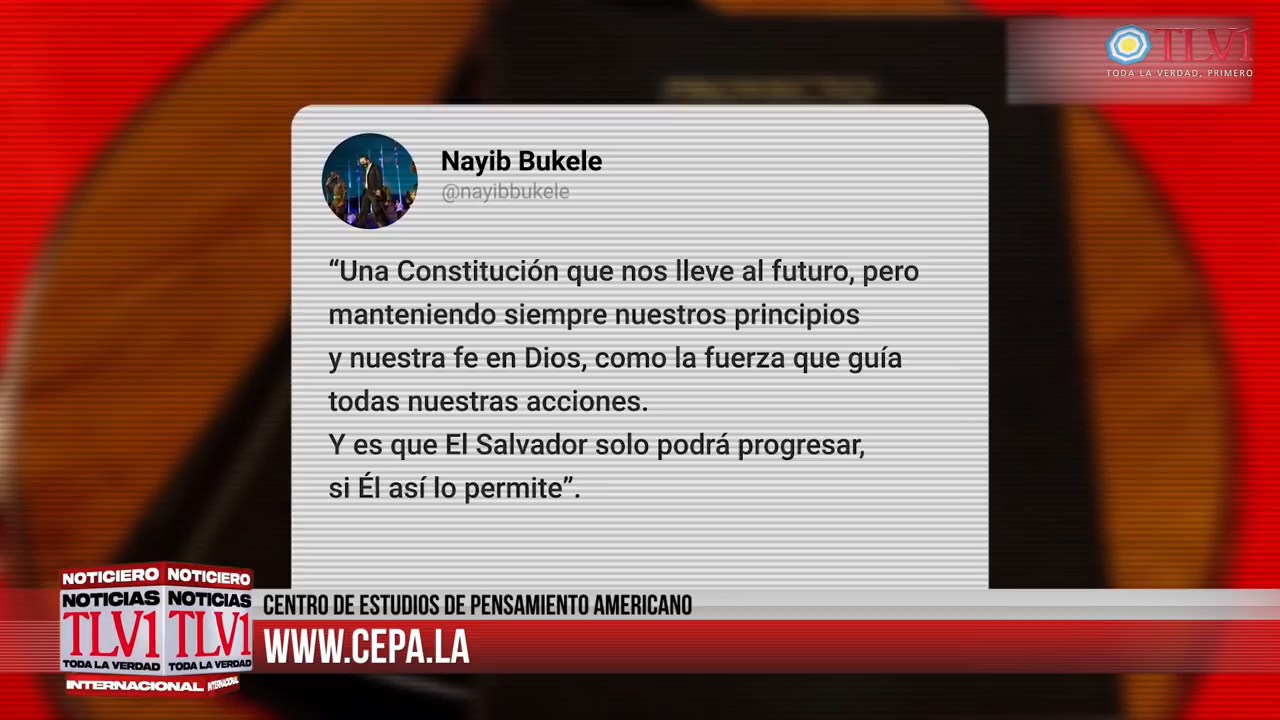 TLV1
TODA LA VERDAD, PRIMERO
Nayib Bukele
@nayibbukele
“Una Constitución que nos lleve al futuro, pero
manteniendo siempre nuestros principios
y nuestra fe en Dios, como la fuerza que guía
todas nuestras acciones.
Y es que El Salvador solo podrá progresar,
si Él así lo permite”.
NOTICIERO NOTICIERO
NOTICIAS NOTICIAS
TLV1 TLV1
TODA LA VERDAD TODA LA VERDAD
INTERNACIONAL INTERNACIONAL
CENTRO DE ESTUDIOS DE PENSAMIENTO AMERICANO
WWW.CEPA.LA